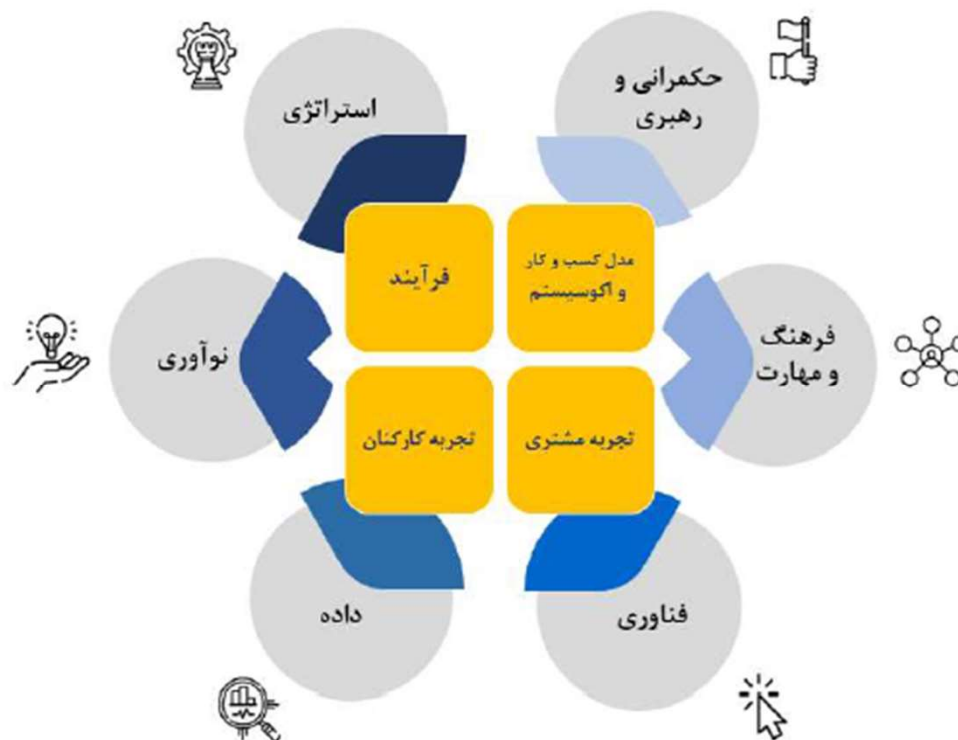 حکمرانی و
رهبری
استراتژی
مدل کسب و کار
و اکوسیستم
فرآیند
فرهنگ
و مهارت
نوآوری
تجربه مشتری
تجربه کارکنان
فناوری
داده